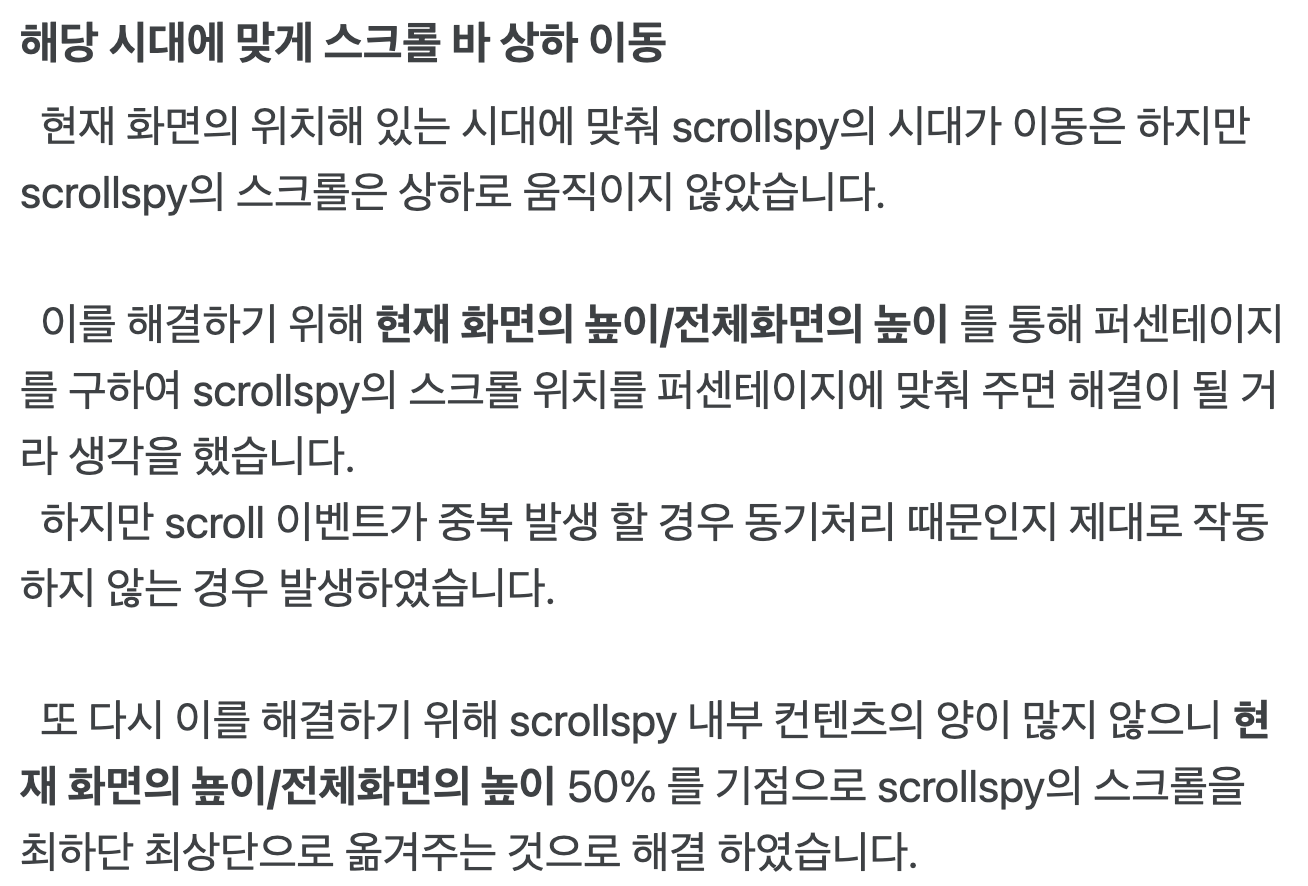 해당 시대에 맞게 스크롤 바 상하 이동
현재 화면의 위치해 있는 시대에 맞춰 scrollspy의 시대가 이동은 하지만
scrollspy의 스크롤은 상하로 움직이지 않았습니다.
이를 해결하기 위해 현재 화면의 눂이/전체화면의 높이 를 통해 퍼센테이지
를 구하여 scrollspy의 스크롤 위치를 퍼센테이지에 맞춰 주면 해결이 될 거
라 생각을 했습니다.
하지만 scroll 이벤트가 중복 발생 할 경우 동기처리 때문인지 제대로 작동
하지 않는 경우 발생하였습니다.
또 다시 이를 해결하기 위해 scrollspy 내부 컨텐츠의 양이 많지 않으니 현
재 화면의 눂이/전체화면의 높이 50% 를 기점으로 scrollspy의 스크롤을
최하단 최상단으로 옮겨주는 것으로 해결 하였습니다.